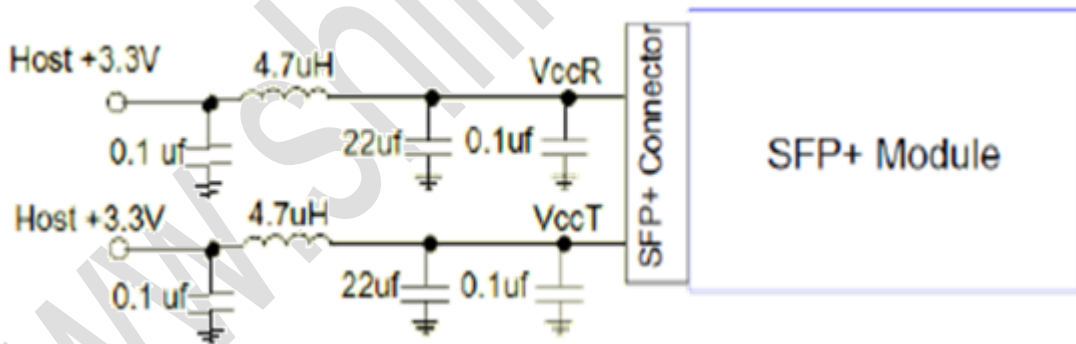 Host +3.3V
4.7uH
VccR
0.1 uf
22uf
0.1uf
Host +3.3V
4.7uH
VccT
0.1 uf
22uf
0.1uf
SFP+ Connector
SFP+ Module